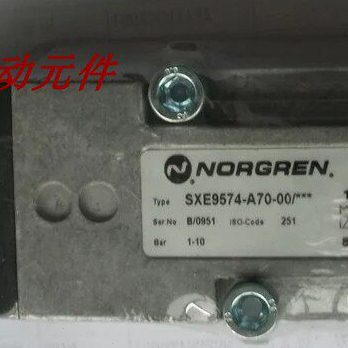 动元件
NORGREN
Type SXE9574-A70-00/***
Ser.No B/0951 ISO-Code 251
Bar 1-10